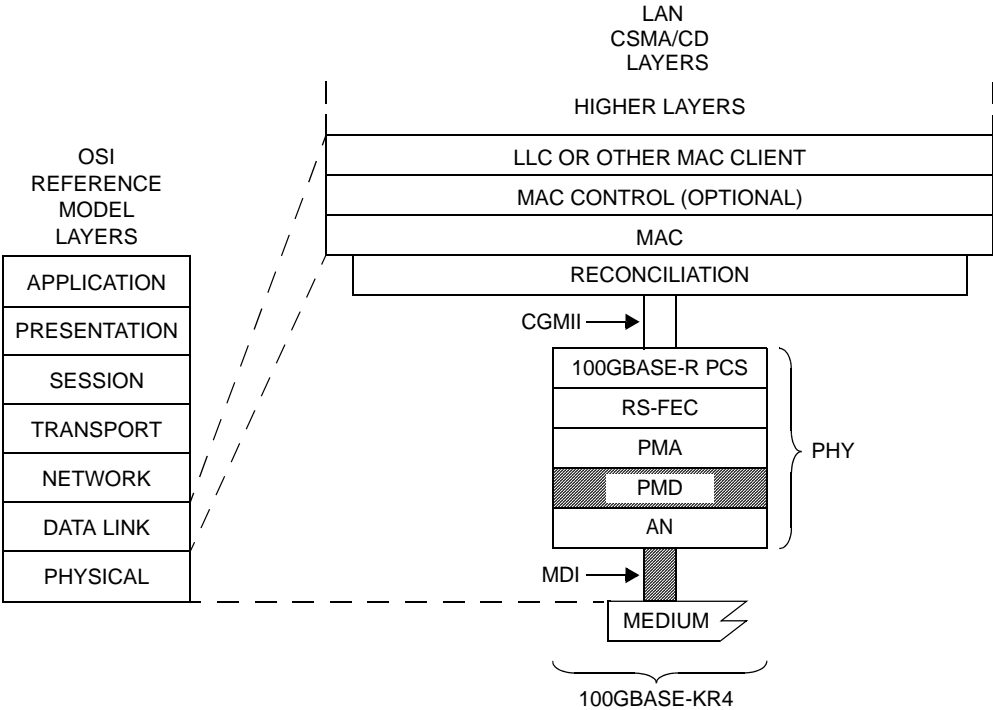 LAN
CSMA/CD
LAYERS
HIGHER LAYERS
LLC OR OTHER MAC CLIENT
MAC CONTROL (OPTIONAL)
MAC
RECONCILIATION
OSI
REFERENCE
MODEL
LAYERS
APPLICATION
PRESENTATION
SESSION
TRANSPORT
NETWORK
DATA LINK
PHYSICAL
CGMII
100GBASE-R PCS
RS-FEC
PMA
PMD
AN
PHY
MDI
MEDIUM
100GBASE-KR4